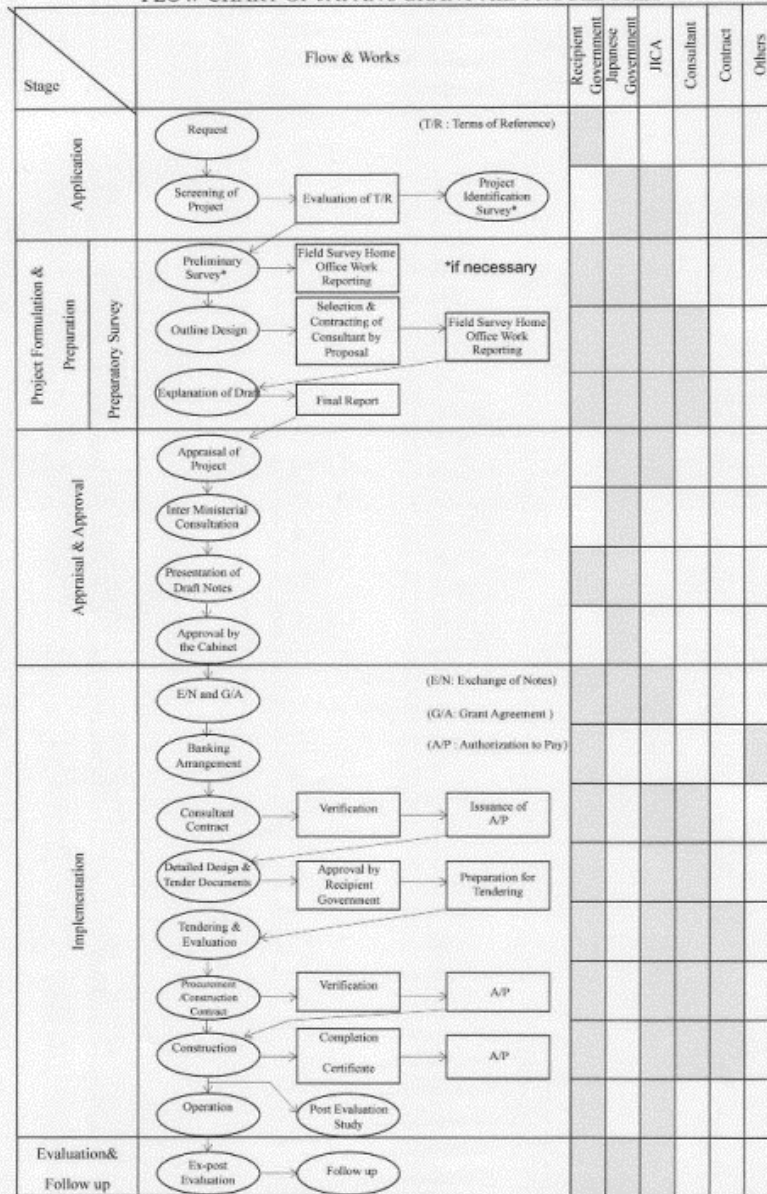 Stage
Flow & Works
Recipient
Government
Japanese
Government
JICA
Consultant
Contract
Others
Application
Request
(T/R : Terms of Reference)
Screening of
Project
Evaluation of T/R
Project
Identification
Survey*
Project Formulation &
Preparation
Preparatory Survey
Preliminary
Survey*
Field Survey Home
Office Work
Reporting
*if necessary
Outline Design
Selection &
Contracting of
Consultant by
Proposal
Field Survey Home
Office Work
Reporting
Explanation of Draft
Final Report
Appraisal & Approval
Appraisal of
Project
Inter Ministerial
Consultation
Presentation of
Draft Notes
Approval by
the Cabinet
Implementation
E/N and G/A
(E/N: Exchange of Notes)
(G/A: Grant Agreement )
(A/P : Authorization to Pay)
Banking
Arrangement
Consultant
Contract
Verification
Issuance of
A/P
Detailed Design &
Tender Documents
Approval by
Recipient
Government
Preparation for
Tendering
Tendering &
Evaluation
Procurement
/Construction
Contract
Verification
A/P
Construction
Completion
Certificate
A/P
Operation
Post Evaluation
Study
Evaluation&
Follow up
Ex-post
Evaluation
Follow up